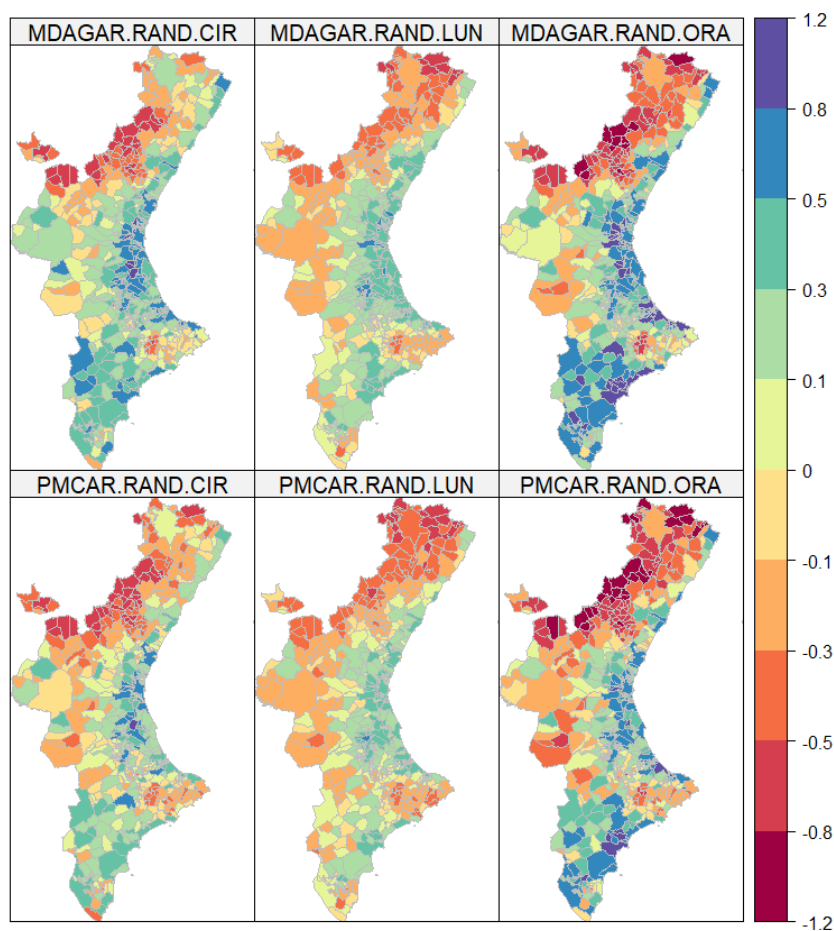 MDAGAR.RAND.CIR
MDAGAR.RAND.LUN
MDAGAR.RAND.ORA
1.2
0.8
0.5
0.3
0.1
0
-0.1
-0.3
-0.5
-0.8
-1.2
PMCAR.RAND.CIR
PMCAR.RAND.LUN
PMCAR.RAND.ORA